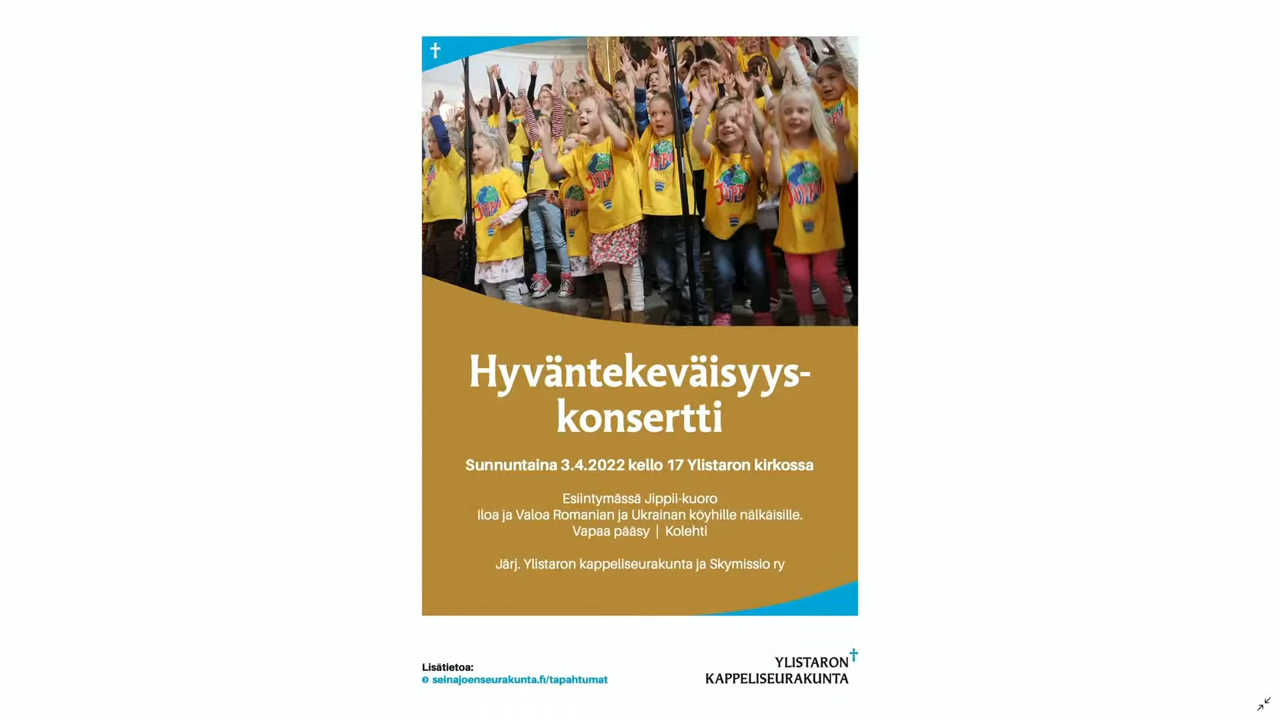 Hyväntekeväisyys-
konsertti
Sunnuntaina 3.4.2022 kello 17 Ylistaron kirkossa
Esiintymässä Jippii-kuoro
Iloa ja Valoa Romanian ja Ukrainan köyhille nälkäisille.
Vapaa pääsy | Kolehti
Järj. Ylistaron kappeliseurakunta ja Skymissio ry
Lisätietoa:
seinajoenseurakunta.fi/tapahtumat
YLISTARON
KAPPELISEURAKUNTA